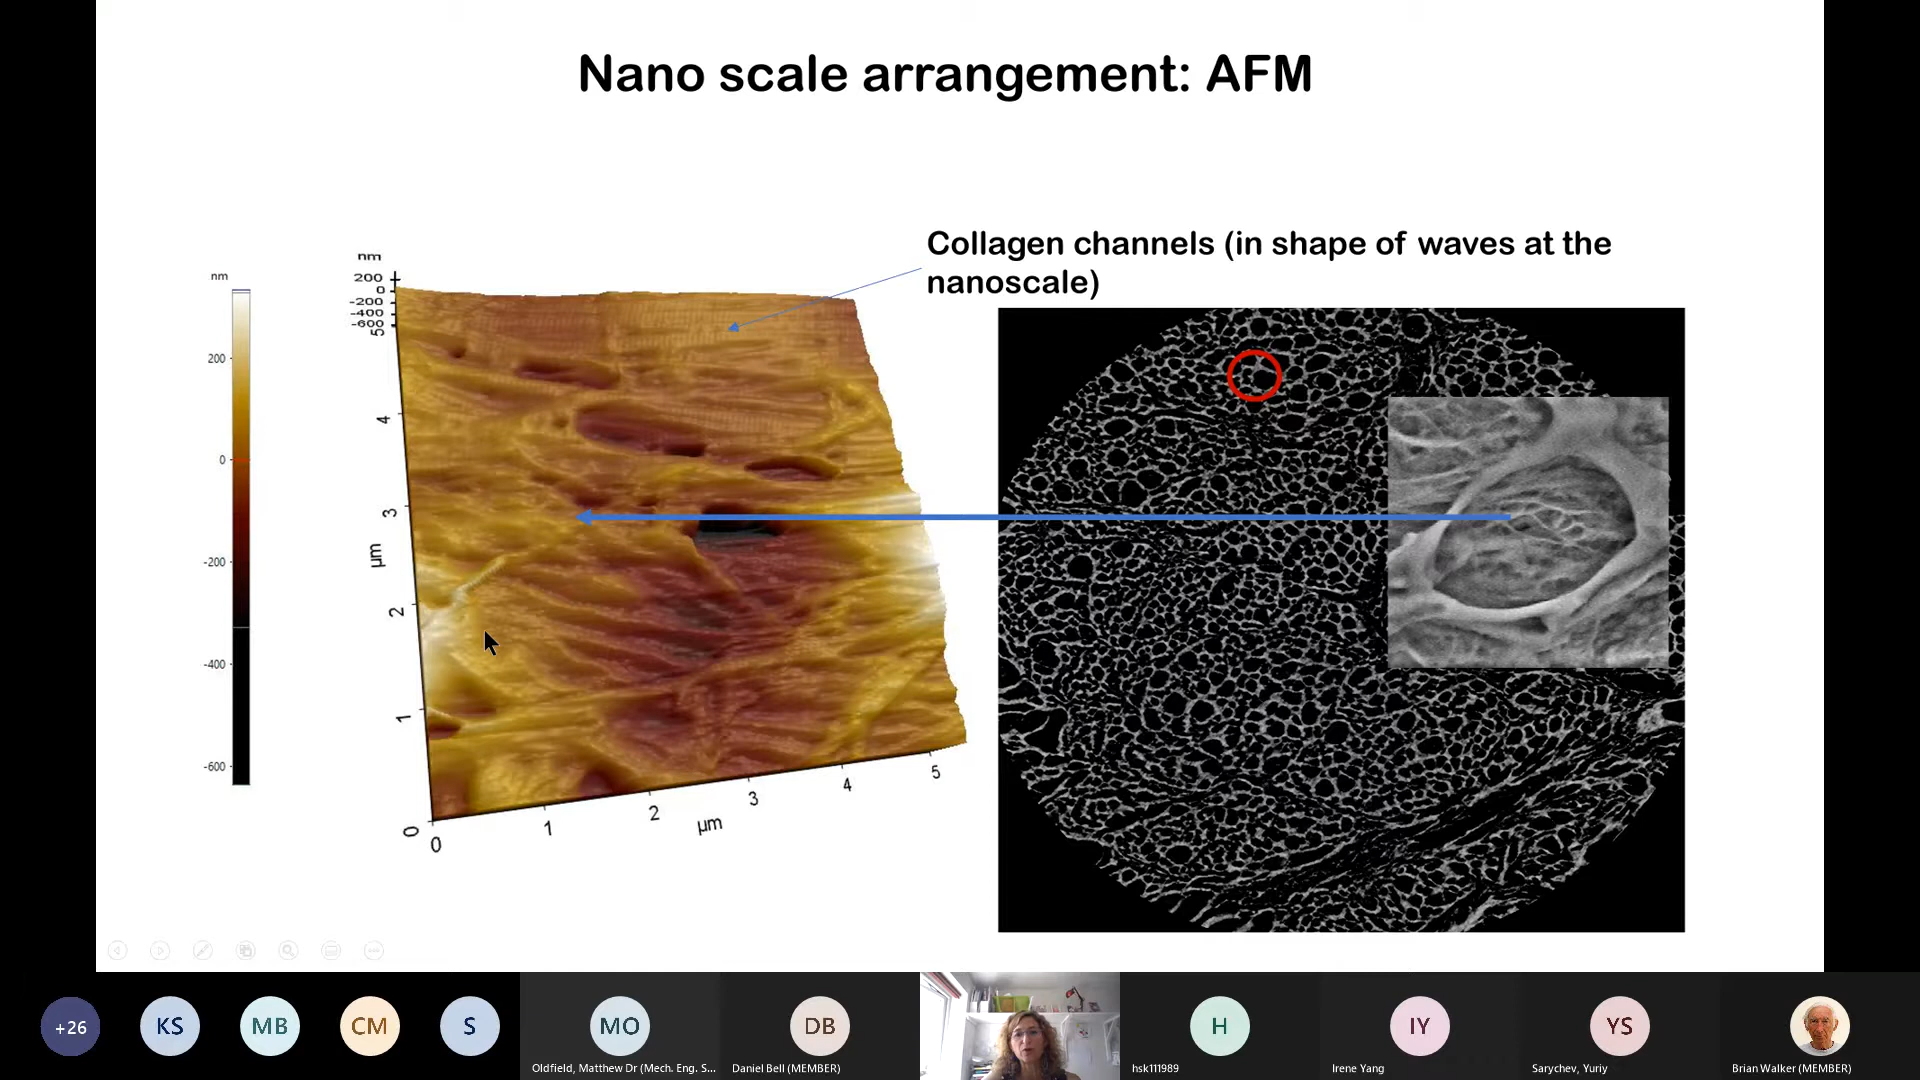 Nano scale arrangement: AFM
Collagen channels (in shape of waves at the
nanoscale)
nm
200
0
-200
-400
-600
nm
200
0
-200
-400
-600
5
4
3
2
1
0
µm
0
1
2
3
4
5
µm
+26
KS
MB
CM
S
MO
DB
H
IY
YS
Oldfield, Matthew Dr (Mech. Eng. S...
Daniel Bell (MEMBER)
hsk111989
Irene Yang
Sarychev, Yuriy
Brian Walker (MEMBER)